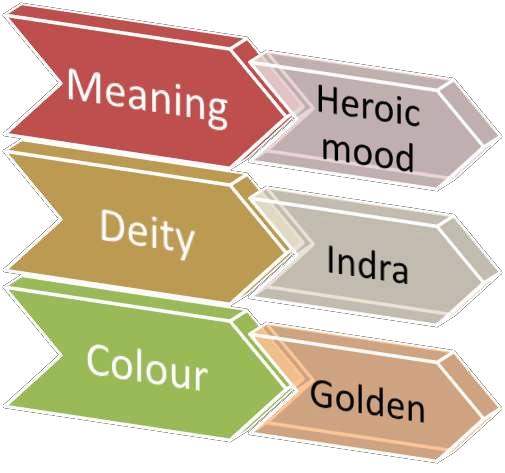 Meaning
Heroic
mood
Deity
Indra
Colour
Golden